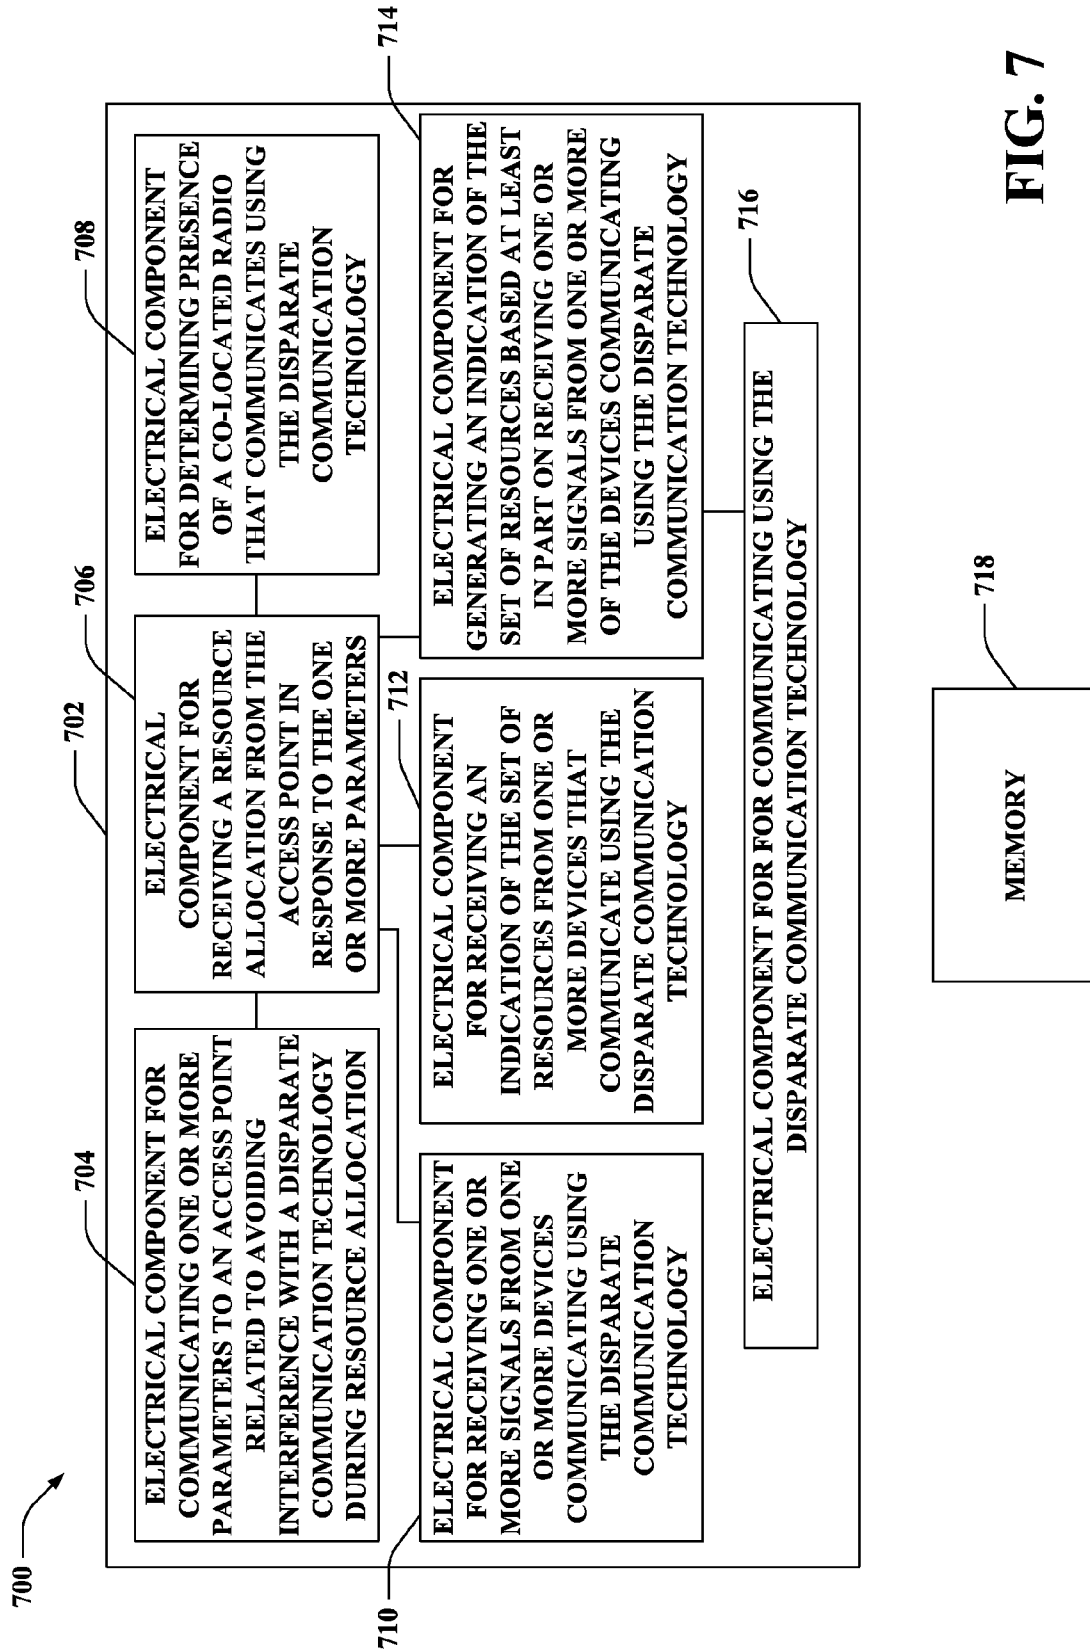 700
702
704
ELECTRICAL COMPONENT FOR
COMMUNICATING ONE OR MORE
PARAMETERS TO AN ACCESS POINT
RELATED TO AVOIDING
INTERFERENCE WITH A DISPARATE
COMMUNICATION TECHNOLOGY
DURING RESOURCE ALLOCATION
706
ELECTRICAL
COMPONENT FOR
RECEIVING A RESOURCE
ALLOCATION FROM THE
ACCESS POINT IN
RESPONSE TO THE ONE
OR MORE PARAMETERS
708
ELECTRICAL COMPONENT
FOR DETERMINING PRESENCE
OF A CO-LOCATED RADIO
THAT COMMUNICATES USING
THE DISPARATE
COMMUNICATION
TECHNOLOGY
710
ELECTRICAL COMPONENT
FOR RECEIVING ONE OR
MORE SIGNALS FROM ONE
OR MORE DEVICES
COMMUNICATING USING
THE DISPARATE
COMMUNICATION
TECHNOLOGY
712
ELECTRICAL COMPONENT
FOR RECEIVING AN
INDICATION OF THE SET OF
RESOURCES FROM ONE OR
MORE DEVICES THAT
COMMUNICATE USING THE
DISPARATE COMMUNICATION
TECHNOLOGY
714
ELECTRICAL COMPONENT FOR
GENERATING AN INDICATION OF THE
SET OF RESOURCES BASED AT LEAST
IN PART ON RECEIVING ONE OR
MORE SIGNALS FROM ONE OR MORE
OF THE DEVICES COMMUNICATING
USING THE DISPARATE
COMMUNICATION TECHNOLOGY
716
ELECTRICAL COMPONENT FOR FOR COMMUNICATING USING THE
DISPARATE COMMUNICATION TECHNOLOGY
718
MEMORY
FIG. 7